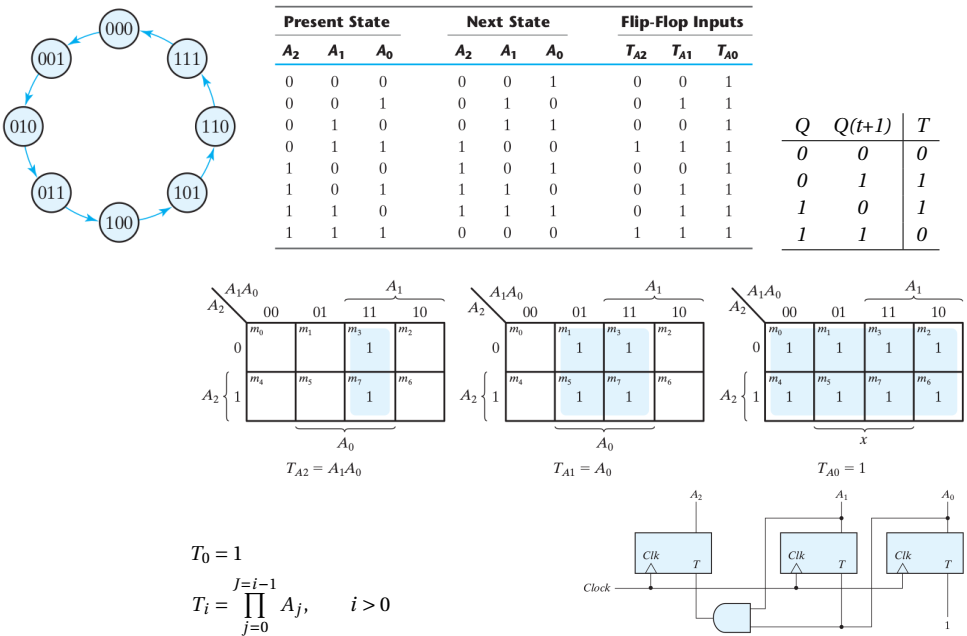 000
001
010
011
100
101
110
111
Present State Next State Flip-Flop Inputs
A₂ A₁ A₀ A₂ A₁ A₀ T_A2 T_A1 T_A0
0 0 0 0 0 1 0 0 1
0 0 1 0 1 0 0 1 1
0 1 0 0 1 1 0 0 1
0 1 1 1 0 0 1 1 1
1 0 0 1 0 1 0 0 1
1 0 1 1 1 0 0 1 1
1 1 0 1 1 1 0 1 1
1 1 1 0 0 0 1 1 1
Q Q(t+1) T
0 0 0
0 1 1
1 0 1
1 1 0
A₁A₀ A₁
A₂ 00 01 11 10
0 m₀ m₁ m₃ 1 m₂
A₂ 1 m₄ m₅ m₇ 1 m₆
A₀
T_A2 = A₁A₀
A₁A₀ A₁
A₂ 00 01 11 10
0 m₀ m₁ 1 m₃ 1 m₂
A₂ 1 m₄ m₅ 1 m₇ 1 m₆
A₀
T_A1 = A₀
A₁A₀ A₁
A₂ 00 01 11 10
0 m₀ 1 m₁ 1 m₃ 1 m₂ 1
A₂ 1 m₄ 1 m₅ 1 m₇ 1 m₆ 1
x
T_A0 = 1
T₀ = 1
J=i−1
T_i = ∏ A_j, i > 0
j=0
A₂ A₁ A₀
Clk T Clk T Clk T
Clock
1